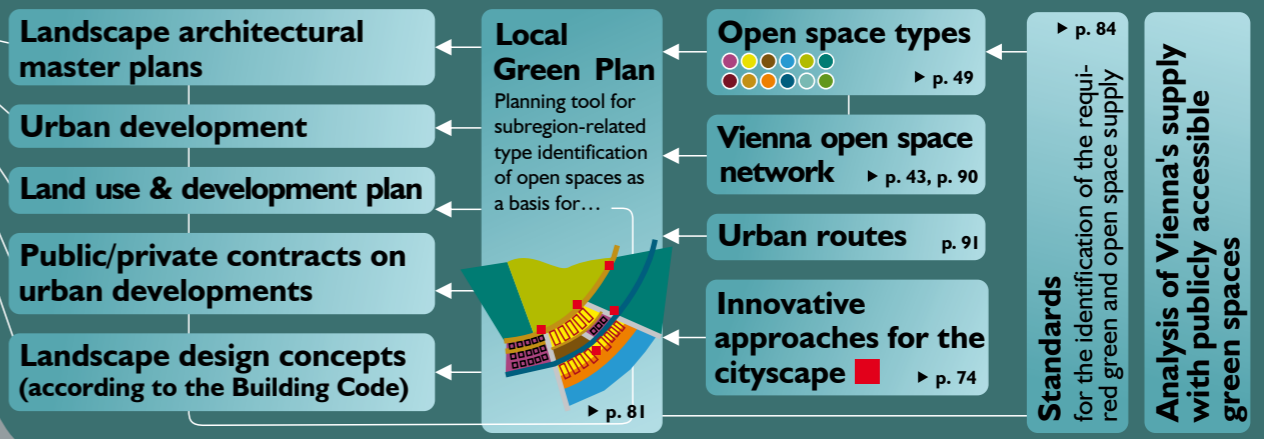 Landscape architectural
master plans
Urban development
Land use & development plan
Public/private contracts on
urban developments
Landscape design concepts
(according to the Building Code)
Local
Green Plan
Planning tool for
subregion-related
type identification
of open spaces as
a basis for…
▶ p. 81
Open space types
▶ p. 49
Vienna open space
network ▶ p. 43, p. 90
Urban routes p. 91
Innovative
approaches for the
cityscape
▶ p. 74
▶ p. 84
Standards
for the identification of the requi-
red green and open space supply
Analysis of Vienna's supply
with publicly accessible
green spaces